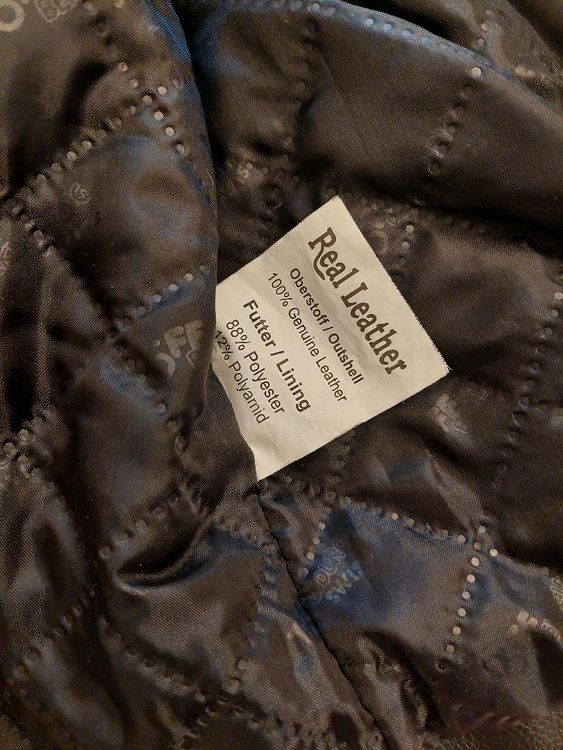 Real Leather
Oberstoff / Outshell
100% Genuine Leather
Futter / Lining
88% Polyester
12% Polyamid